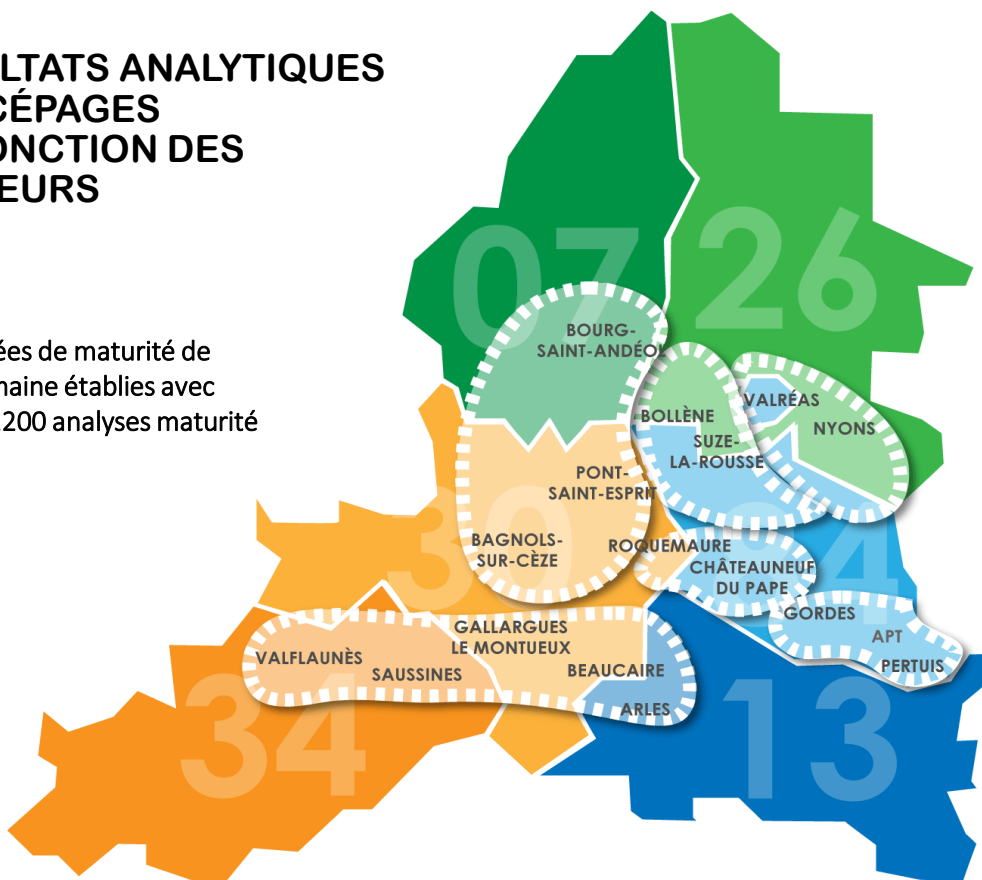 LTATS ANALYTIQUES
CÉPAGES
ONCTION DES
EURS
ées de maturité de
maine établies avec
200 analyses maturité
07
26
BOURG-
SAINT-ANDÉOL
VALRÉAS
BOLLÈNE
NYONS
SUZE-
LA-ROUSSE
PONT-
SAINT-ESPRIT
30
84
BAGNOLS-
SUR-CÈZE
ROQUEMAURE
CHÂTEAUNEUF
DU PAPE
GORDES
GALLARGUES
LE MONTUEUX
APT
VALFLAUNÈS
BEAUCAIRE
PERTUIS
SAUSSINES
ARLES
34
13